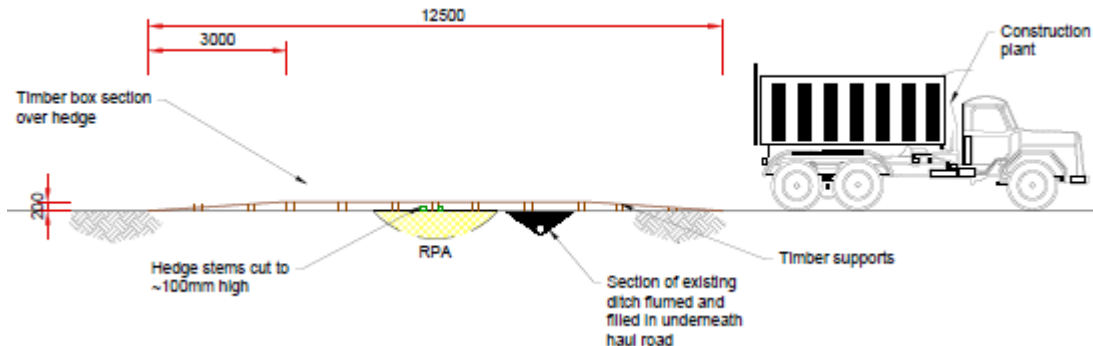 12500
3000
Construction
plant
Timber box section
over hedge
200
RPA
Hedge stems cut to
~100mm high
Timber supports
Section of existing
ditch flumed and
filled in underneath
haul road